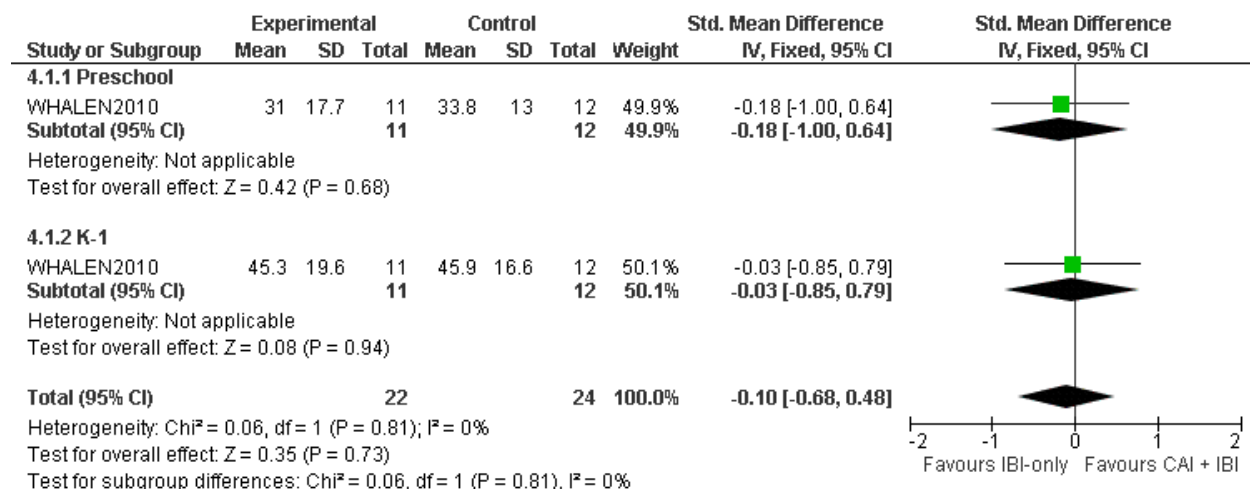 Experimental Control Std. Mean Difference Std. Mean Difference
Study or Subgroup Mean SD Total Mean SD Total Weight IV, Fixed, 95% CI IV, Fixed, 95% CI
4.1.1 Preschool
WHALEN2010 31 17.7 11 33.8 13 12 49.9% -0.18 [-1.00, 0.64]
Subtotal (95% CI) 11 12 49.9% -0.18 [-1.00, 0.64]
Heterogeneity: Not applicable
Test for overall effect: Z = 0.42 (P = 0.68)
4.1.2 K-1
WHALEN2010 45.3 19.6 11 45.9 16.6 12 50.1% -0.03 [-0.85, 0.79]
Subtotal (95% CI) 11 12 50.1% -0.03 [-0.85, 0.79]
Heterogeneity: Not applicable
Test for overall effect: Z = 0.08 (P = 0.94)
Total (95% CI) 22 24 100.0% -0.10 [-0.68, 0.48]
Heterogeneity: Chi² = 0.06, df = 1 (P = 0.81); I² = 0%
Test for overall effect: Z = 0.35 (P = 0.73)
Test for subgroup differences: Chi² = 0.06, df = 1 (P = 0.81), I² = 0%
-2 -1 0 1 2
Favours IBI-only Favours CAI + IBI